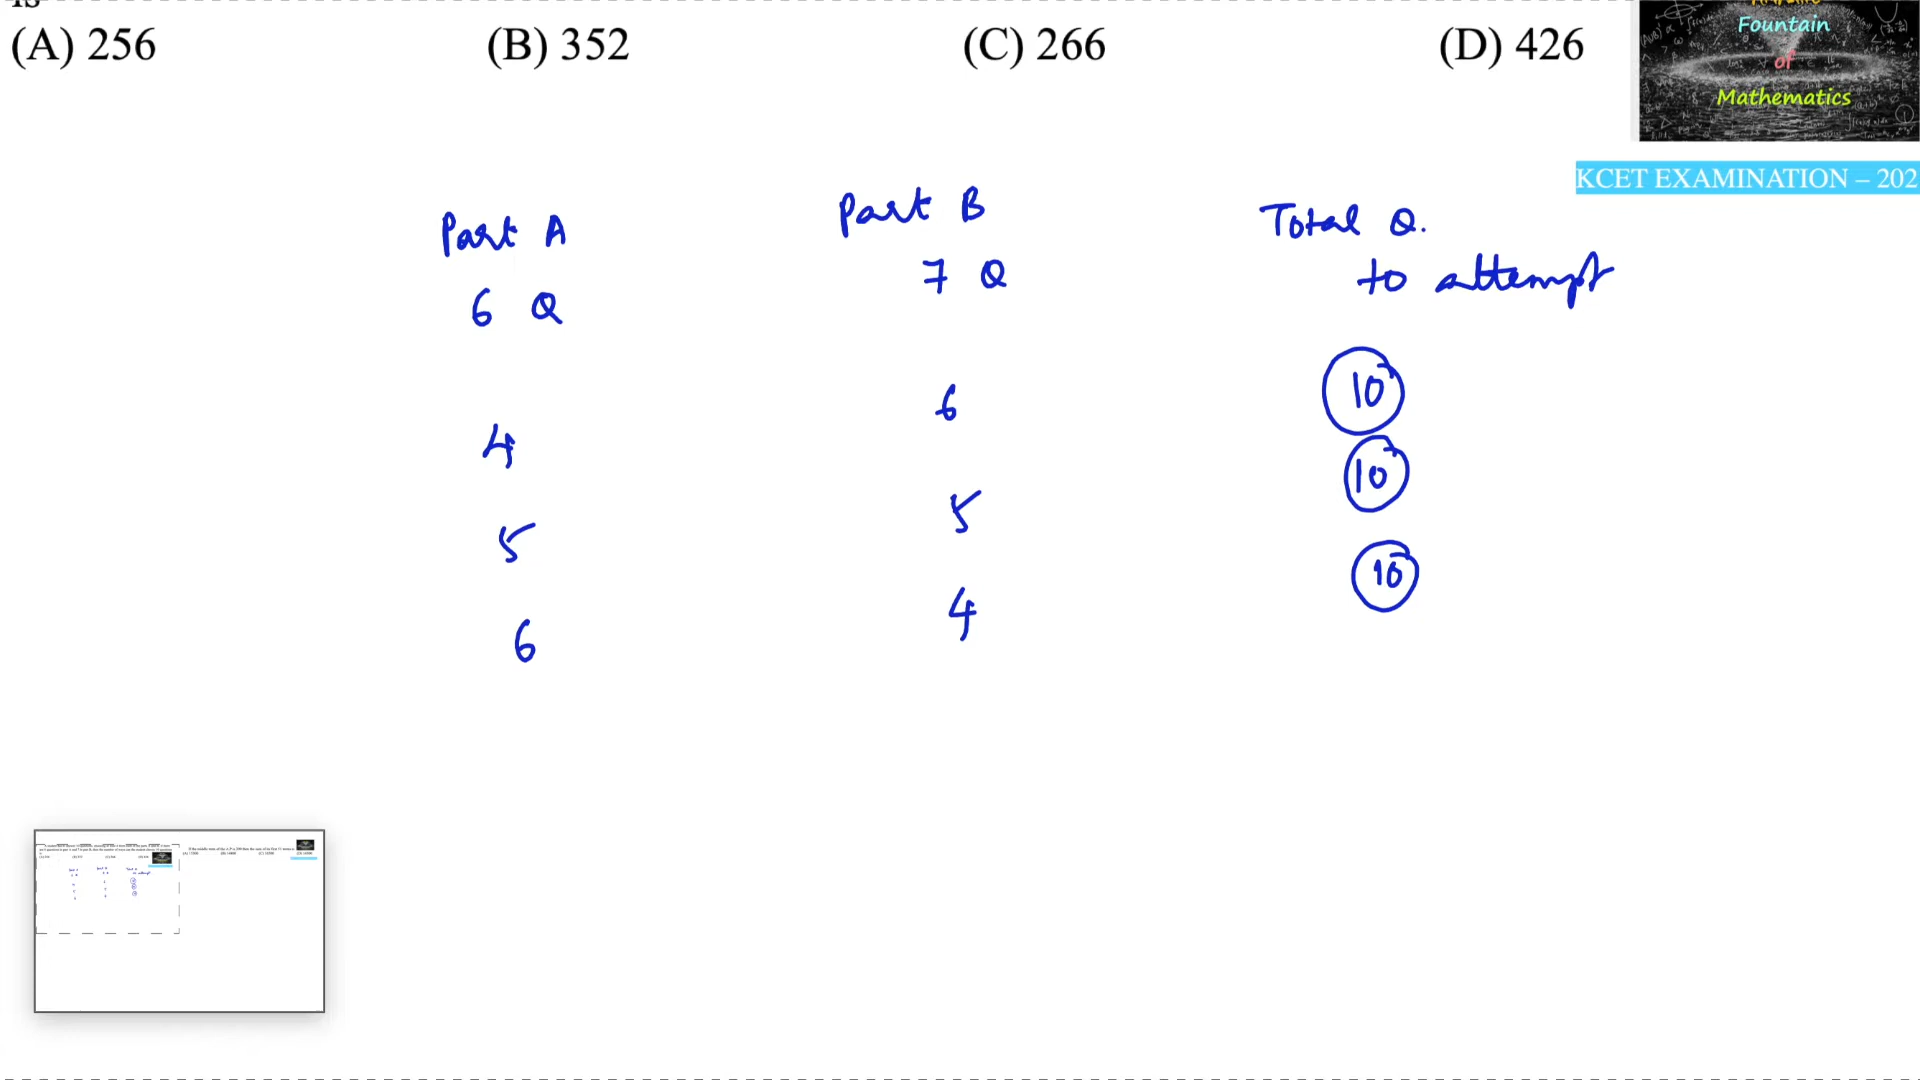 (A) 256 (B) 352 (C) 266 (D) 426
Fountain
of
Mathematics
KCET EXAMINATION – 202
Part A Part B Total Q.
to attempt
6 Q 7 Q
4 6 10
5 5 10
6 4 10